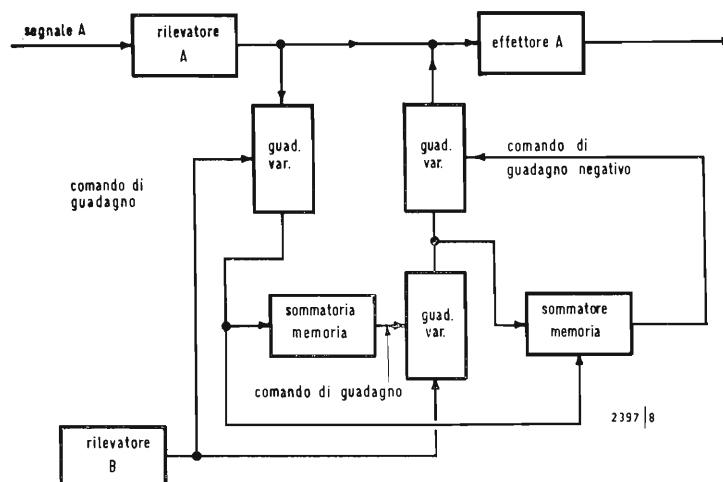 segnale A
rilevatore
A
effettore A
guad.
var.
guad.
var.
comando di
guadagno negativo
comando di
guadagno
sommatoria
memoria
guad.
var.
sommatore
memoria
comando di guadagno
2397|8
rilevatore
B